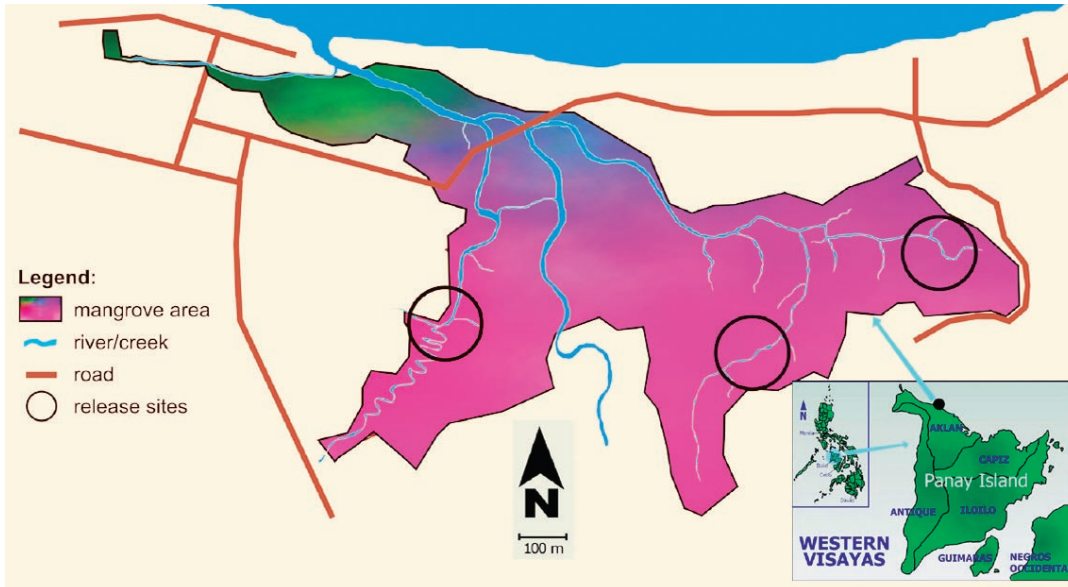 Legend:
mangrove area
river/creek
road
release sites
N
100 m
N
AKLAN
CAPIZ
Panay Island
ANTIQUE
ILOILO
WESTERN
VISAYAS
GUIMARAS
NEGROS
OCCIDENTA